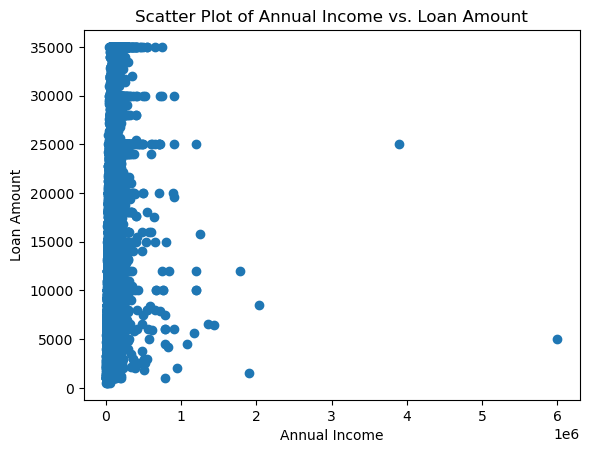 Scatter Plot of Annual Income vs. Loan Amount
35000
30000
25000
20000
15000
10000
5000
0
Loan Amount
0 1 2 3 4 5 6
1e6
Annual Income